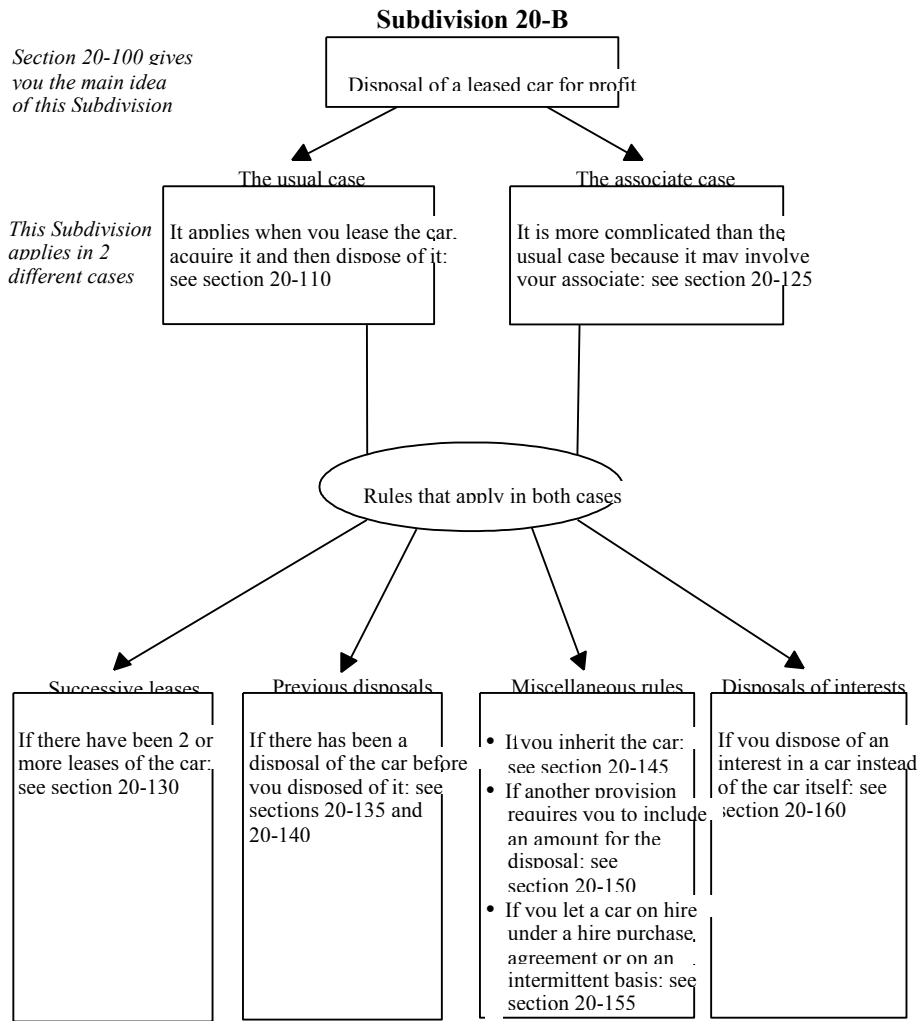 Subdivision 20-B
Section 20-100 gives
you the main idea
of this Subdivision
Disposal of a leased car for profit
The usual case
The associate case
This Subdivision
applies in 2
different cases
It applies when you lease the car,
acquire it and then dispose of it:
see section 20-110
It is more complicated than the
usual case because it may involve
your associate: see section 20-125
Rules that apply in both cases
Successive leases
If there have been 2 or
more leases of the car:
see section 20-130
Previous disposals
If there has been a
disposal of the car before
you disposed of it: see
sections 20-135 and
20-140
Miscellaneous rules
• If you inherit the car:
see section 20-145
• If another provision
requires you to include
an amount for the
disposal: see
section 20-150
• If you let a car on hire
under a hire purchase
agreement or on an
intermittent basis: see
section 20-155
Disposals of interests
If you dispose of an
interest in a car instead
of the car itself: see
section 20-160